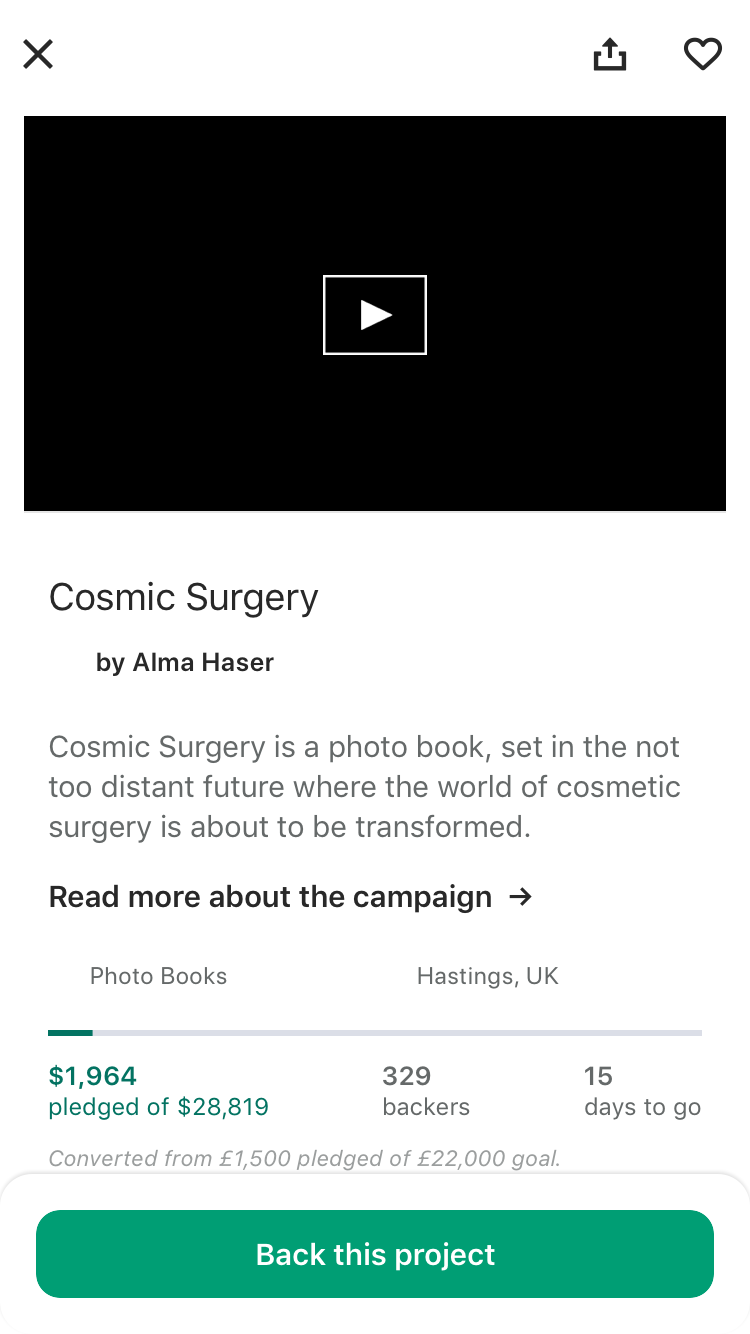 Cosmic Surgery
by Alma Haser
Cosmic Surgery is a photo book, set in the not
too distant future where the world of cosmetic
surgery is about to be transformed.
Read more about the campaign →
Photo Books Hastings, UK
$1,964 329 15
pledged of $28,819 backers days to go
Converted from £1,500 pledged of £22,000 goal.
Back this project